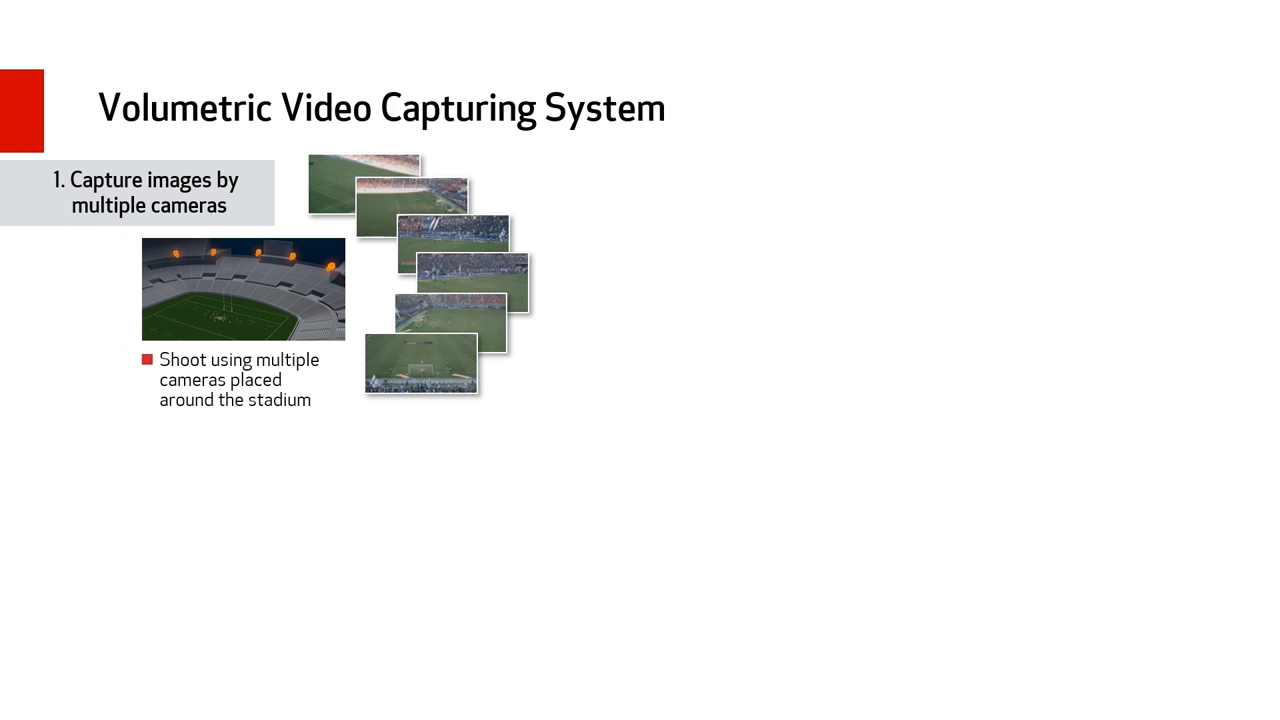 Volumetric Video Capturing System
1. Capture images by
multiple cameras
Shoot using multiple
cameras placed
around the stadium